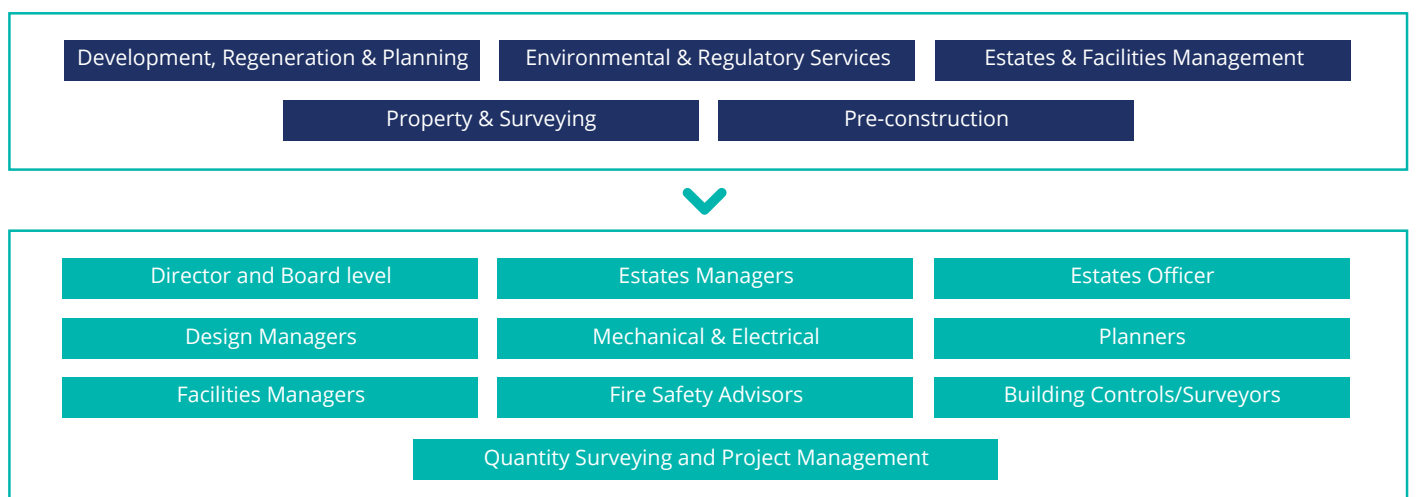 Development, Regeneration & Planning
Environmental & Regulatory Services
Estates & Facilities Management
Property & Surveying
Pre-construction
Director and Board level
Estates Managers
Estates Officer
Design Managers
Mechanical & Electrical
Planners
Facilities Managers
Fire Safety Advisors
Building Controls/Surveyors
Quantity Surveying and Project Management